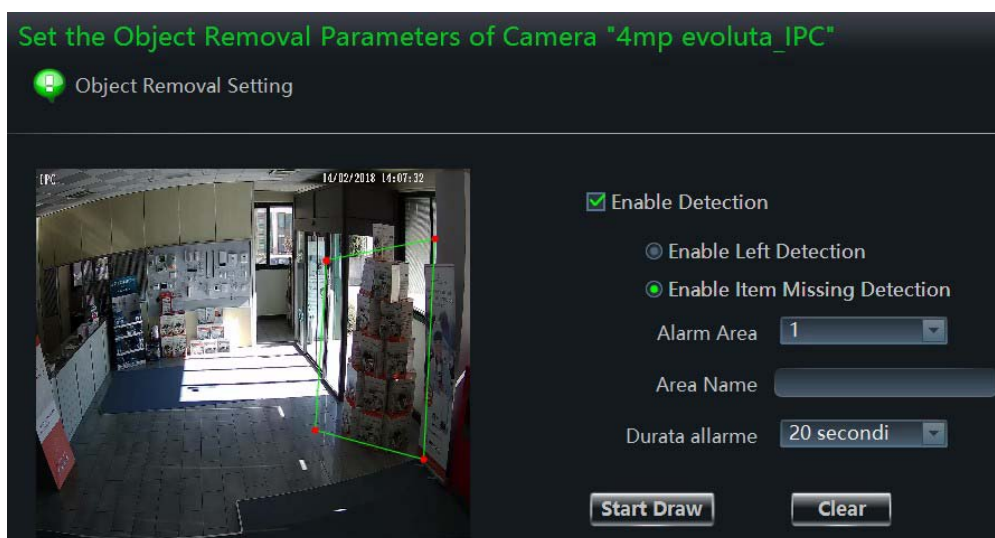 Set the Object Removal Parameters of Camera "4mp evoluta_IPC"
Object Removal Setting
IPC
14/02/2018 14:07:32
Enable Detection
Enable Left Detection
Enable Item Missing Detection
Alarm Area 1
Area Name
Durata allarme 20 secondi
Start Draw Clear